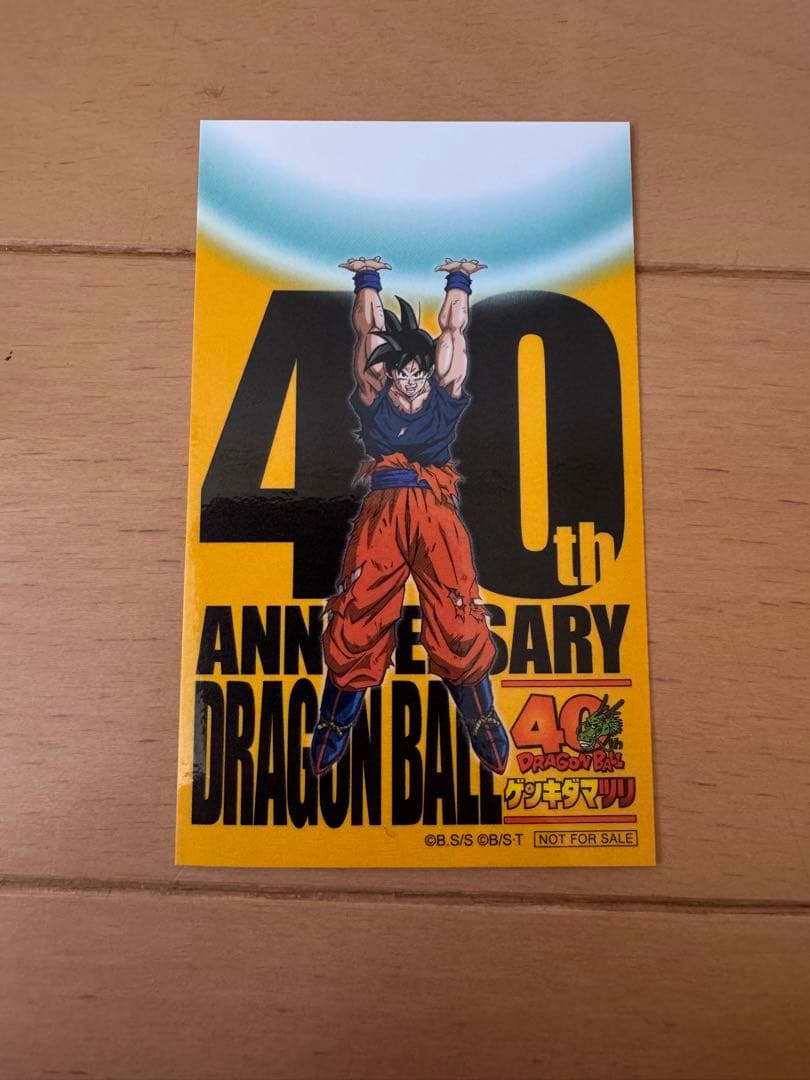 40th
ANNIVERSARY
DRAGON BALL
40th
DRAGON BALL
ゲンキダマツリ
©B.S/S ©B/S·T NOT FOR SALE